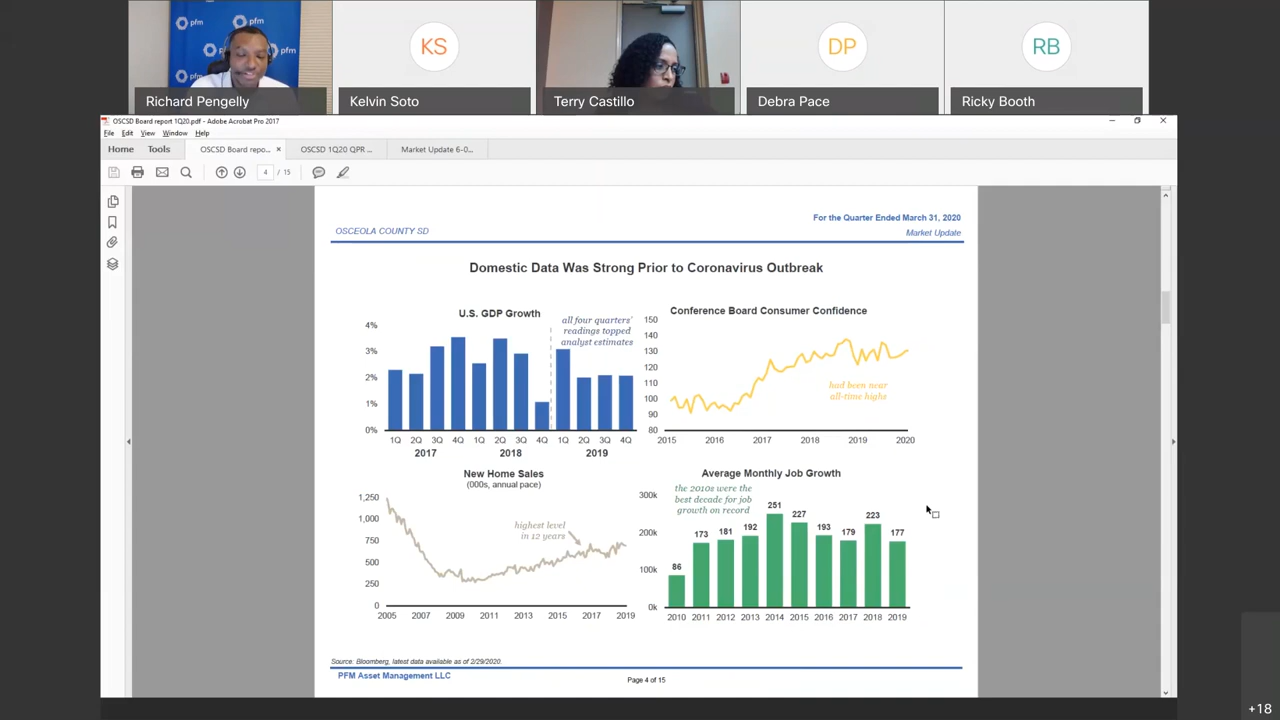 pfm
pfm
pfm
KS
DP
RB
Richard Pengelly
Kelvin Soto
Terry Castillo
Debra Pace
Ricky Booth
OSCSD Board report 1Q20.pdf - Adobe Acrobat Pro 2017
File Edit View Window Help
Home Tools OSCSD Board repo... × OSCSD 1Q20 QPR ... Market Update 6-0...
4 / 15
For the Quarter Ended March 31, 2020
OSCEOLA COUNTY SD
Market Update
Domestic Data Was Strong Prior to Coronavirus Outbreak
U.S. GDP Growth
all four quarters'
readings topped
analyst estimates
4%
3%
2%
1%
0%
1Q 2Q 3Q 4Q 1Q 2Q 3Q 4Q 1Q 2Q 3Q 4Q
2017 2018 2019
Conference Board Consumer Confidence
150
140
130
120
110
100
90
80
had been near
all-time highs
2015 2016 2017 2018 2019 2020
New Home Sales
(000s, annual pace)
1,250
1,000
750
500
250
0
highest level
in 12 years
2005 2007 2009 2011 2013 2015 2017 2019
Average Monthly Job Growth
the 2010s were the
best decade for job
growth on record
300k
200k
100k
0k
86 173 181 192 251 227 193 179 223 177
2010 2011 2012 2013 2014 2015 2016 2017 2018 2019
Source: Bloomberg, latest data available as of 2/29/2020.
PFM Asset Management LLC
Page 4 of 15
+18